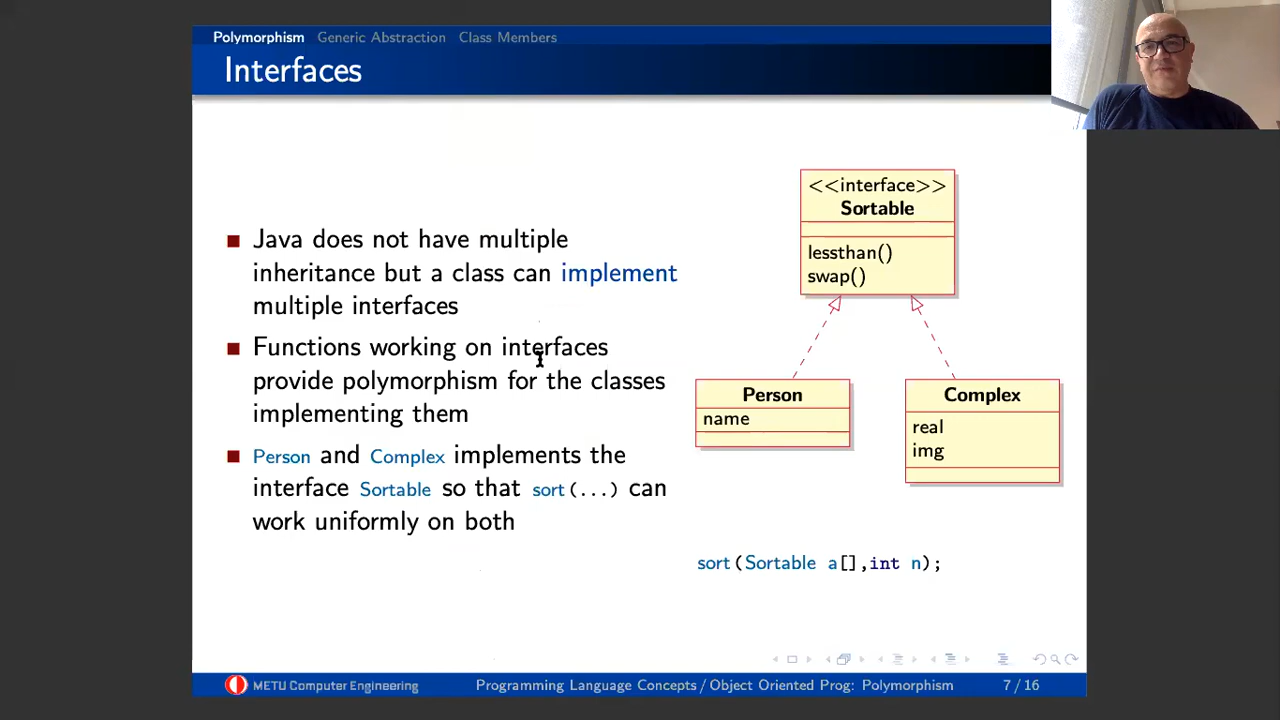 Polymorphism Generic Abstraction Class Members
Interfaces
Java does not have multiple
inheritance but a class can implement
multiple interfaces
Functions working on interfaces
provide polymorphism for the classes
implementing them
Person and Complex implements the
interface Sortable so that sort(...) can
work uniformly on both
<<interface>>
Sortable
lessthan()
swap()
Person
name
Complex
real
img
sort(Sortable a[],int n);
METU Computer Engineering
Programming Language Concepts/Object Oriented Prog: Polymorphism
7/16